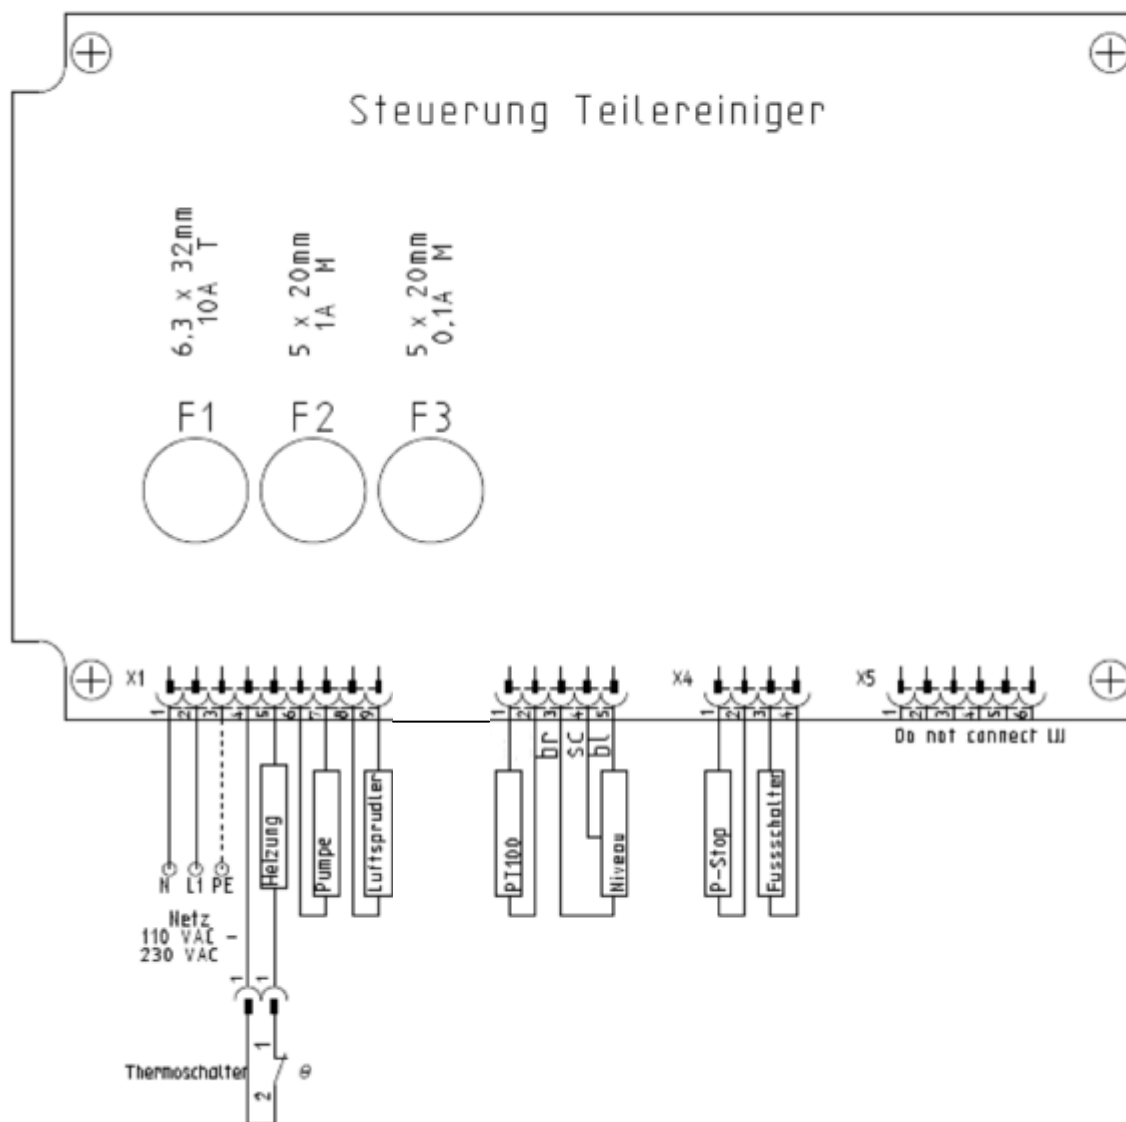 Steuerung Teilereiniger
6,3 x 32mm
10A T
5 x 20mm
1A M
5 x 20mm
0,1A M
F1 F2 F3
X1 X4 X5
1 2 3 4 5 6 7 8 9
1 2 3 4 5
1 2 3 4
1 2 3 4 5 6
Do not connect !!!
br sc bl
Heizung
Pumpe
Luftsprudler
PT100
Niveau
P-Stop
Fussschalter
N L1 PE
Netz
110 VAC -
230 VAC
1 1
1
Thermoschalter Θ
2